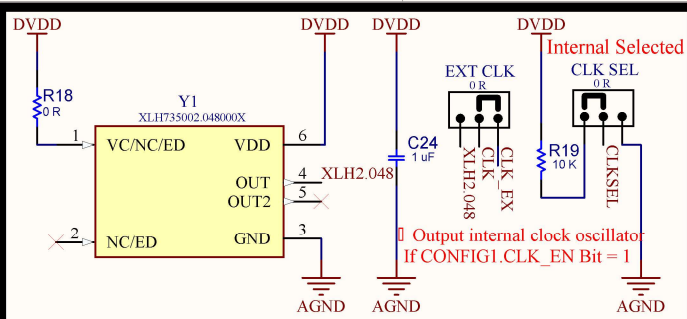 DVDD
DVDD
DVDD
DVDD
Internal Selected
R18
0 R
Y1
XLH735002.048000X
EXT CLK
0 R
CLK SEL
0 R
1
VC/NC/ED
VDD
6
C24
1 uF
R19
10 K
OUT
4
XLH2.048
OUT2
5
XLH2.048
CLK
CLK_EX
CLKSEL
2
NC/ED
GND
3
Output internal clock oscillator
If CONFIG1.CLK_EN Bit = 1
AGND
AGND
AGND